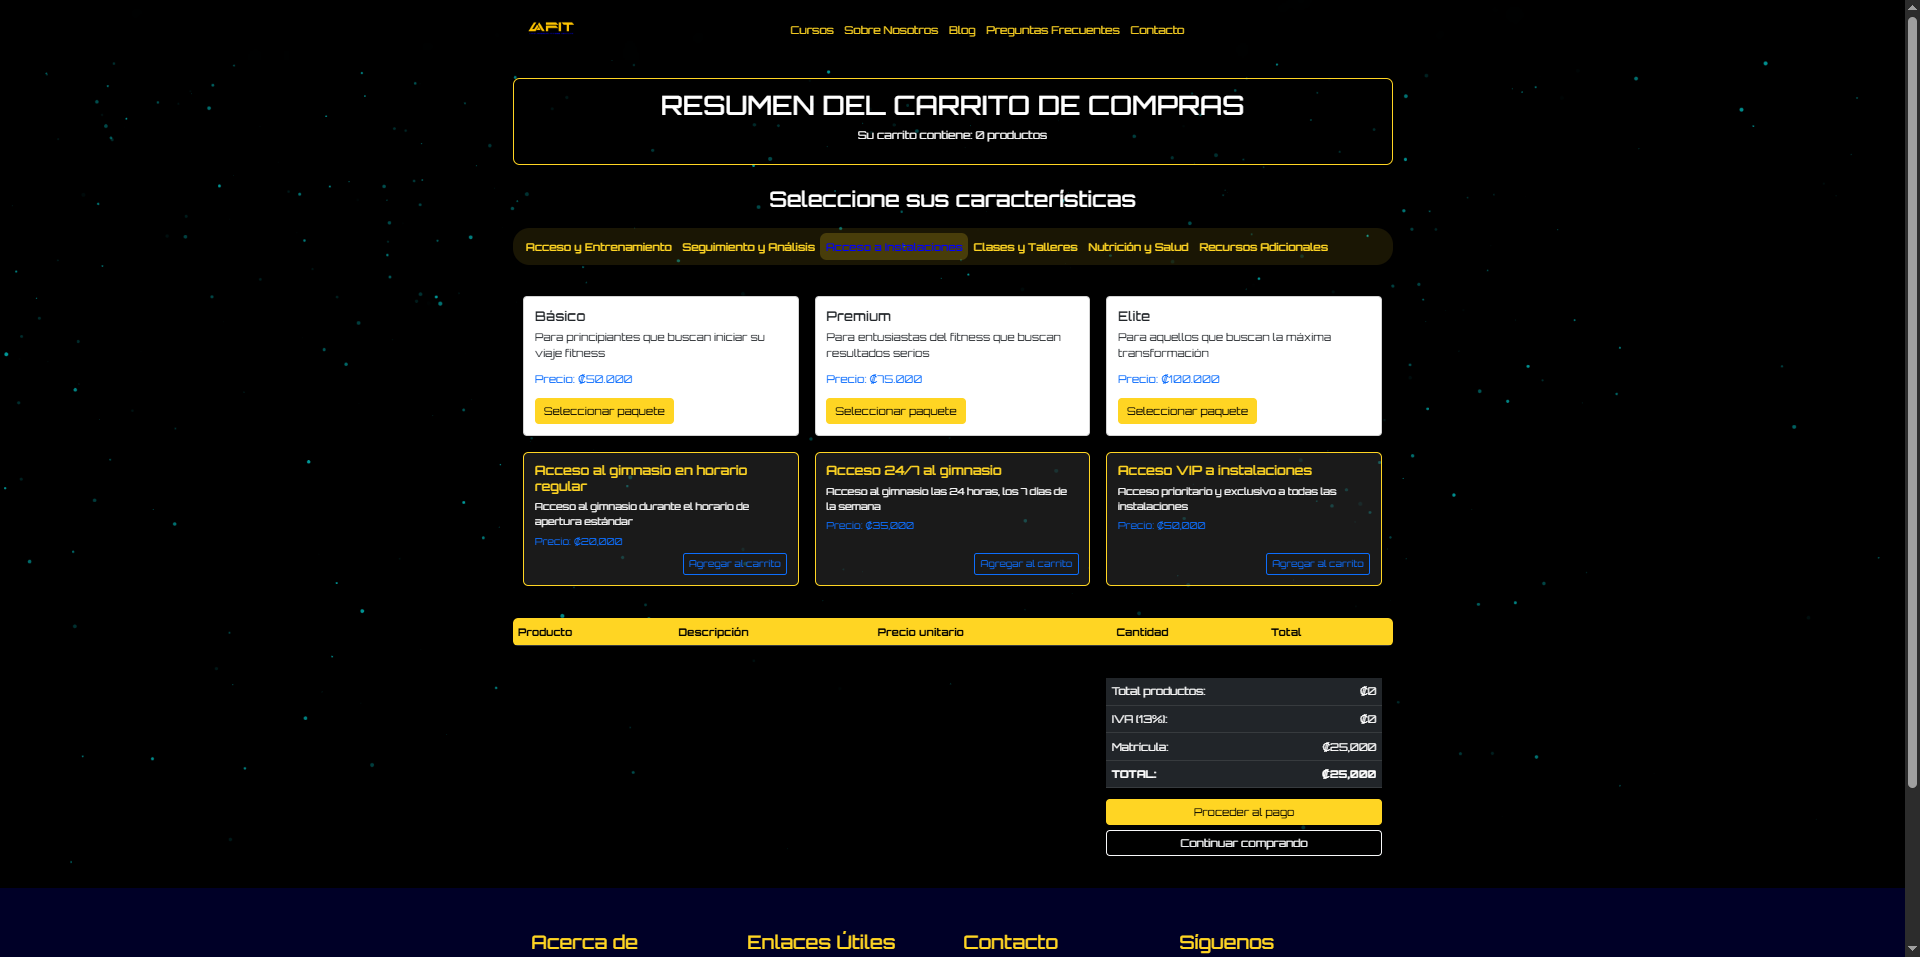 AFIT
Cursos Sobre Nosotros Blog Preguntas Frecuentes Contacto
RESUMEN DEL CARRITO DE COMPRAS
Su carrito contiene: 0 productos
Seleccione sus características
Acceso y Entrenamiento Seguimiento y Análisis Acceso a Instalaciones Clases y Talleres Nutrición y Salud Recursos Adicionales
Básico
Para principiantes que buscan iniciar su
viaje fitness
Precio: ₡50.000
Seleccionar paquete
Premium
Para entusiastas del fitness que buscan
resultados serios
Precio: ₡75.000
Seleccionar paquete
Elite
Para aquellos que buscan la máxima
transformación
Precio: ₡100.000
Seleccionar paquete
Acceso al gimnasio en horario
regular
Acceso al gimnasio durante el horario de
apertura estándar
Precio: ₡20,000
Agregar al carrito
Acceso 24/7 al gimnasio
Acceso al gimnasio las 24 horas, los 7 días de
la semana
Precio: ₡35,000
Agregar al carrito
Acceso VIP a instalaciones
Acceso prioritario y exclusivo a todas las
instalaciones
Precio: ₡50,000
Agregar al carrito
Producto Descripción Precio unitario Cantidad Total
Total productos: ₡0
IVA (13%): ₡0
Matrícula: ₡25,000
TOTAL: ₡25,000
Proceder al pago
Continuar comprando
Acerca de Enlaces Útiles Contacto Síguenos